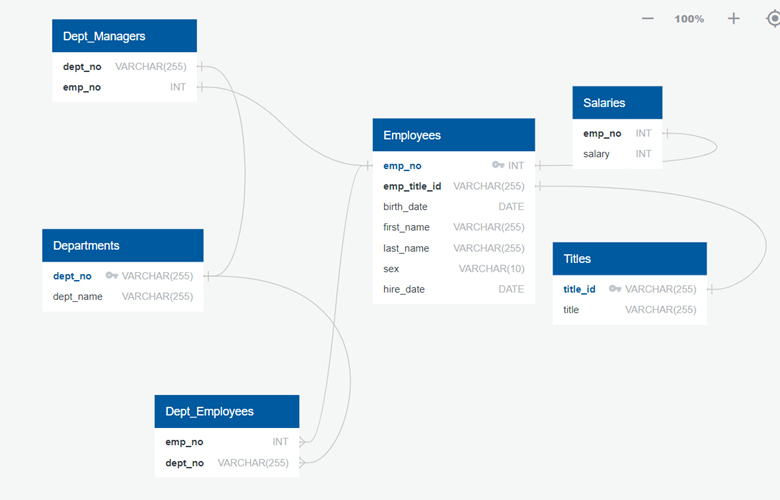 100%
Dept_Managers
dept_no VARCHAR(255)
emp_no INT
Employees
emp_no INT
emp_title_id VARCHAR(255)
birth_date DATE
first_name VARCHAR(255)
last_name VARCHAR(255)
sex VARCHAR(10)
hire_date DATE
Salaries
emp_no INT
salary INT
Departments
dept_no VARCHAR(255)
dept_name VARCHAR(255)
Titles
title_id VARCHAR(255)
title VARCHAR(255)
Dept_Employees
emp_no INT
dept_no VARCHAR(255)